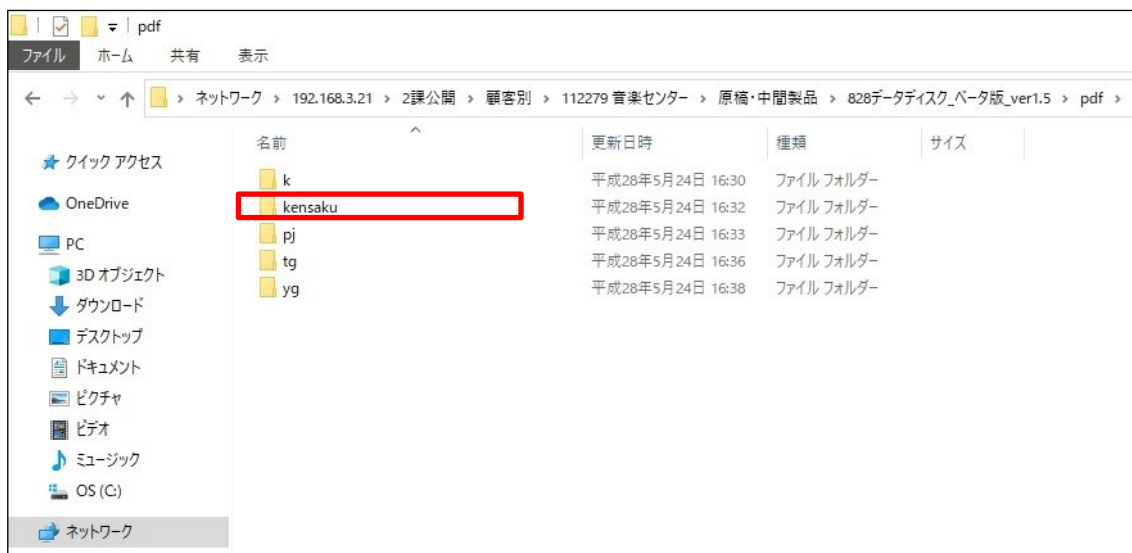 pdf
ファイル ホーム 共有 表示
ネットワーク › 192.168.3.21 › 2課公開 › 顧客別 › 112279 音楽センター › 原稿・中間製品 › 828データディスク_ベータ版_ver1.5 › pdf ›
名前 更新日時 種類 サイズ
クイック アクセス
OneDrive
PC
3D オブジェクト
ダウンロード
デスクトップ
ドキュメント
ピクチャ
ビデオ
ミュージック
OS (C:)
ネットワーク
k 平成28年5月24日 16:30 ファイル フォルダー
kensaku 平成28年5月24日 16:32 ファイル フォルダー
pj 平成28年5月24日 16:33 ファイル フォルダー
tg 平成28年5月24日 16:36 ファイル フォルダー
yg 平成28年5月24日 16:38 ファイル フォルダー